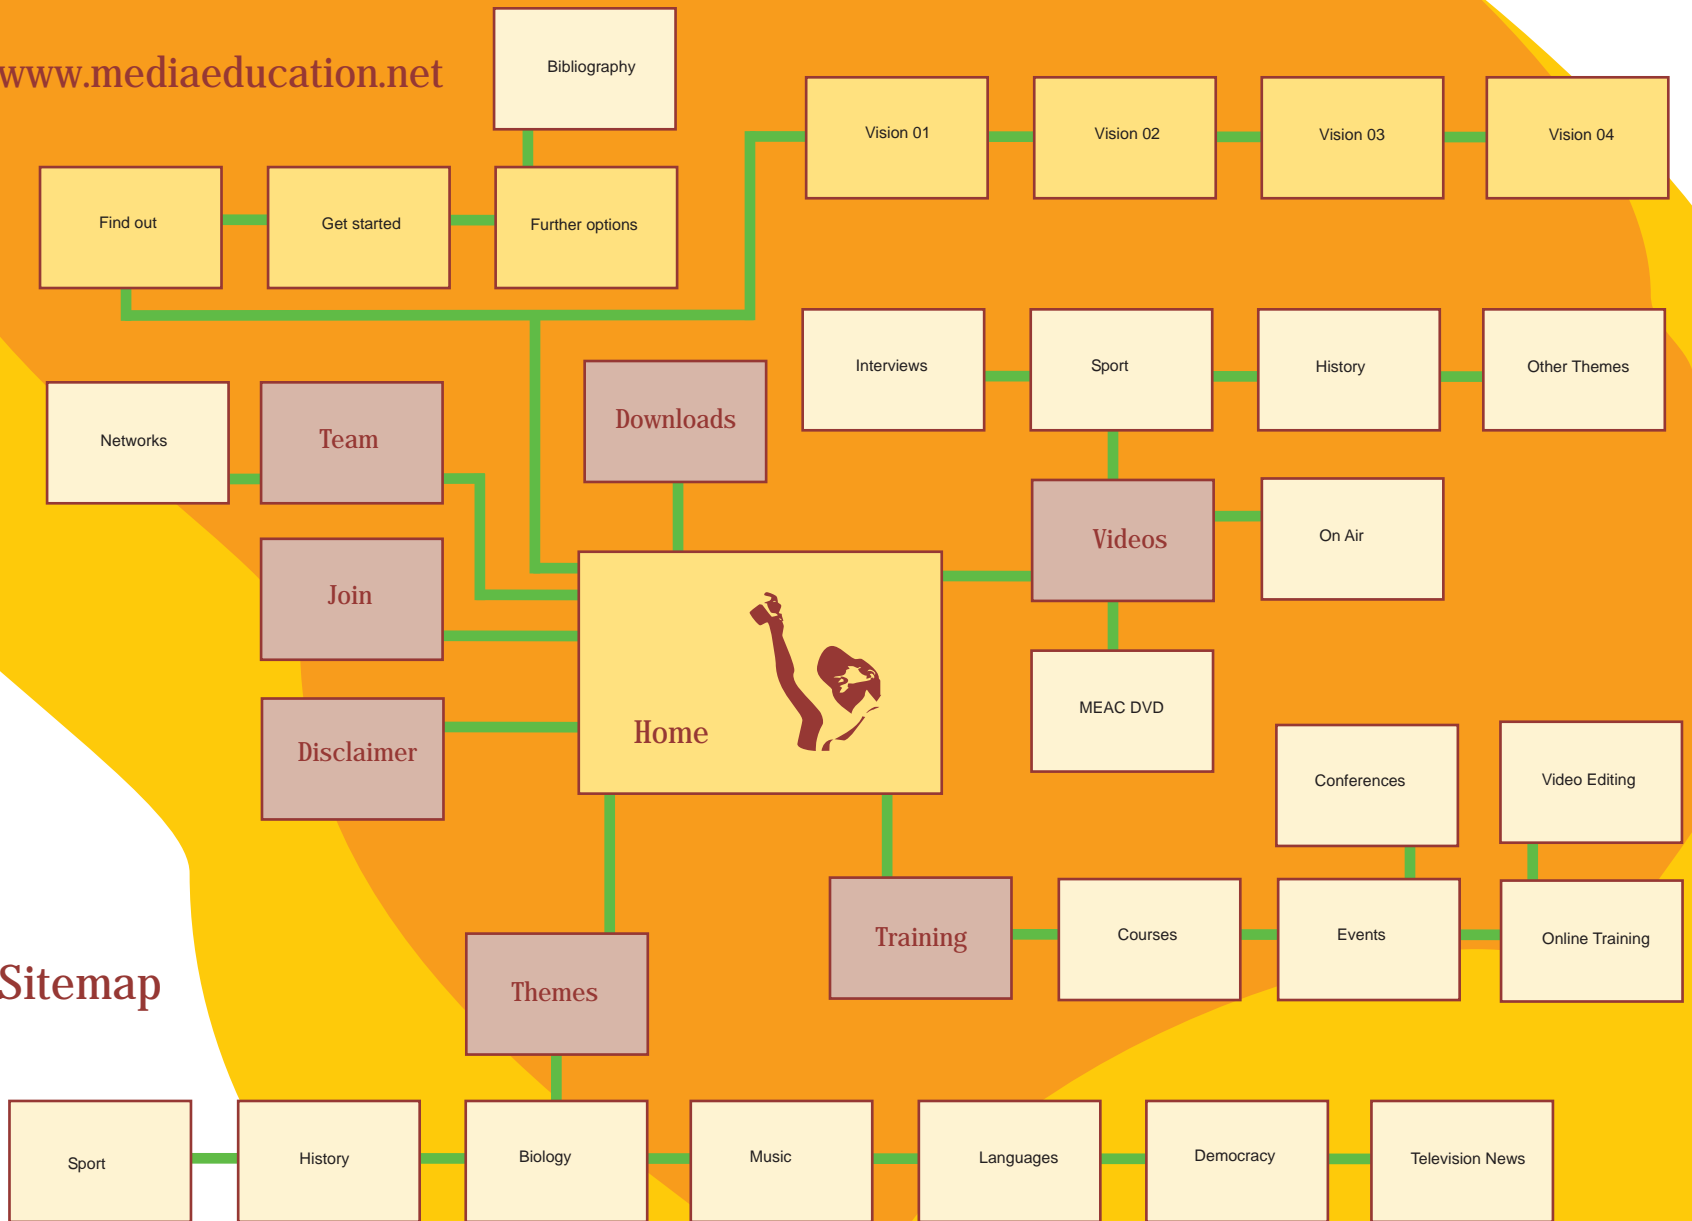 www.mediaeducation.net
Bibliography
Vision 01
Vision 02
Vision 03
Vision 04
Find out
Get started
Further options
Interviews
Sport
History
Other Themes
Networks
Team
Downloads
Videos
On Air
Join
Home
MEAC DVD
Disclaimer
Conferences
Video Editing
Training
Courses
Events
Online Training
Sitemap
Themes
Sport
History
Biology
Music
Languages
Democracy
Television News